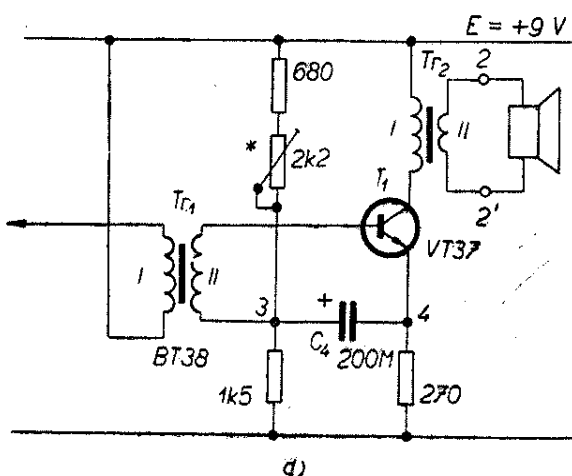 E = +9 V
Tr₂
2
680
I
II
*
2k2
T₁
2'
Tr₁
VT37
I
II
3
+
4
C₄
200M
BT38
1k5
270
d)